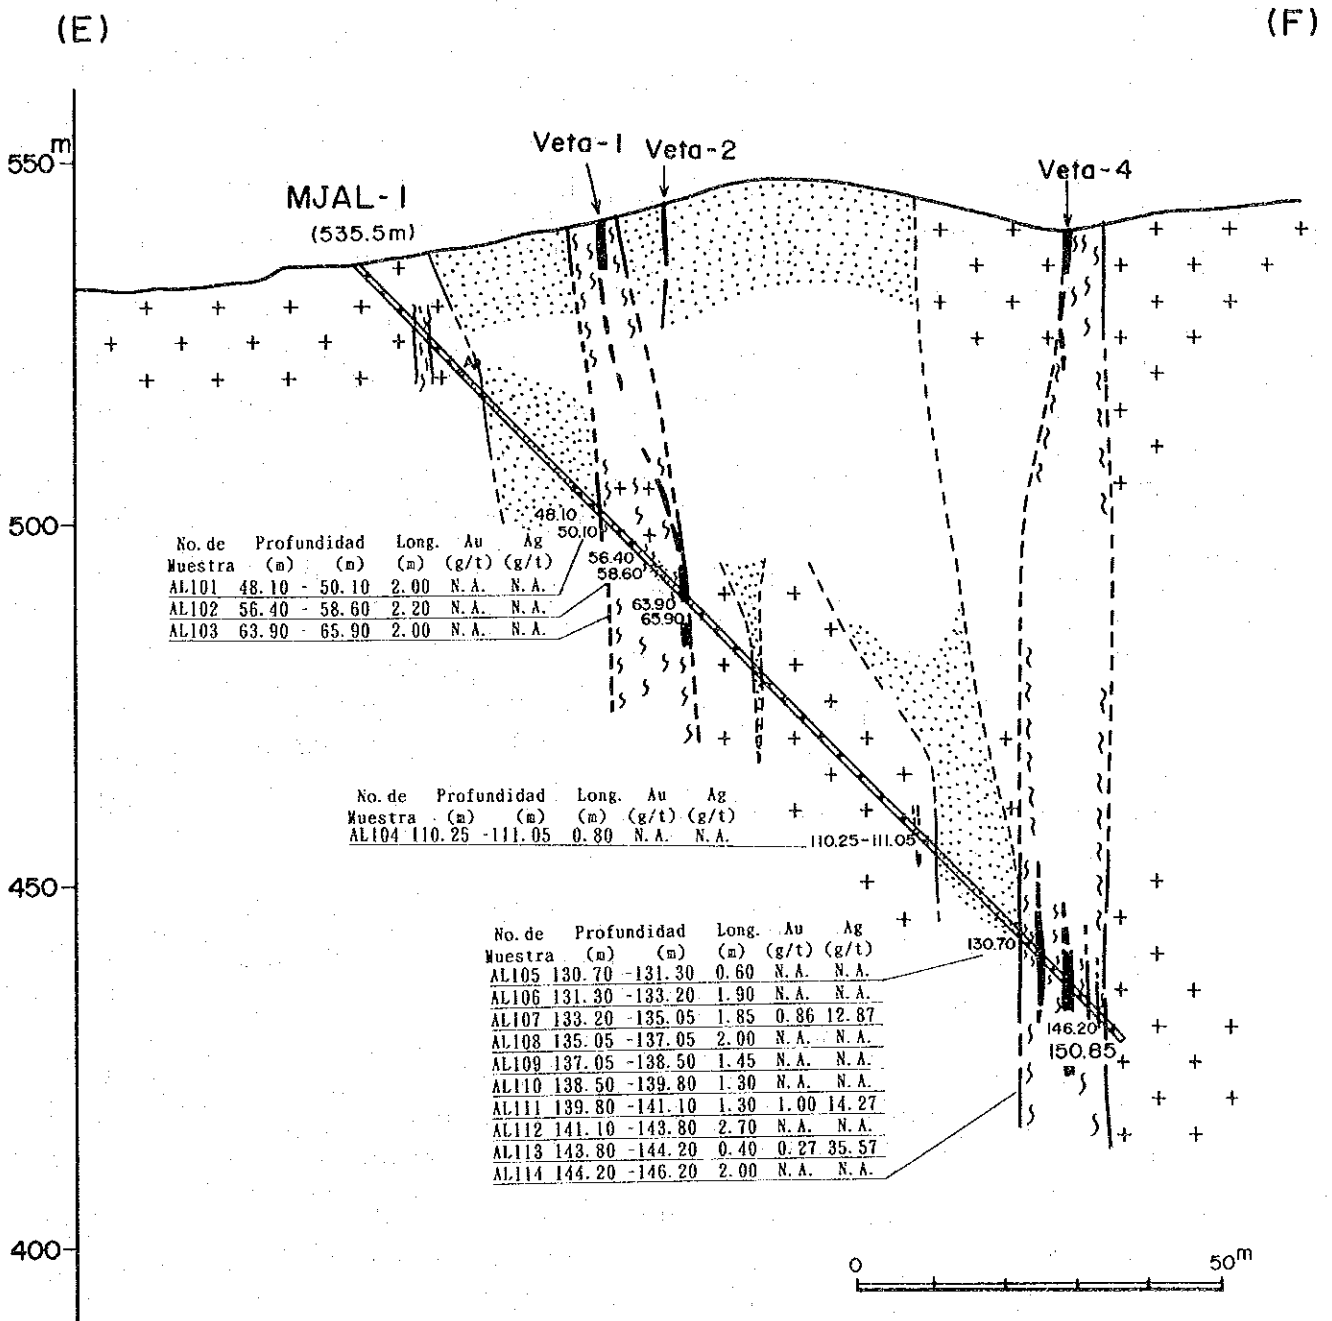 (E)
(F)
m
550
Veta-1
Veta-2
Veta-4
MJAL-1
(535.5m)
500
48.10
50.10
56.40
58.60
63.90
65.90
No. de Profundidad Long. Au Ag
Muestra (m) (m) (m) (g/t) (g/t)
AL101 48.10 - 50.10 2.00 N.A. N.A.
AL102 56.40 - 58.60 2.20 N.A. N.A.
AL103 63.90 - 65.90 2.00 N.A. N.A.
No. de Profundidad Long. Au Ag
Muestra (m) (m) (m) (g/t) (g/t)
AL104 110.25 -111.05 0.80 N.A. N.A.
110.25-111.05
450
No. de Profundidad Long. Au Ag
Muestra (m) (m) (m) (g/t) (g/t)
AL105 130.70 -131.30 0.60 N.A. N.A.
AL106 131.30 -133.20 1.90 N.A. N.A.
AL107 133.20 -135.05 1.85 0.86 12.87
AL108 135.05 -137.05 2.00 N.A. N.A.
AL109 137.05 -138.50 1.45 N.A. N.A.
AL110 138.50 -139.80 1.30 N.A. N.A.
AL111 139.80 -141.10 1.30 1.00 14.27
AL112 141.10 -143.80 2.70 N.A. N.A.
AL113 143.80 -144.20 0.40 0.27 35.57
AL114 144.20 -146.20 2.00 N.A. N.A.
130.70
146.20
150.85
400
0 50m